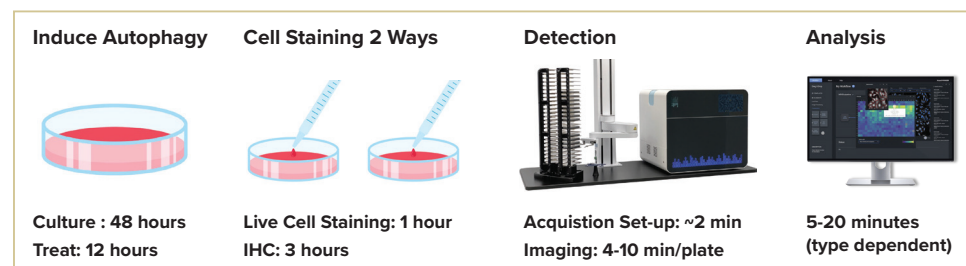 Induce Autophagy
Cell Staining 2 Ways
Detection
Analysis
Culture : 48 hours
Treat: 12 hours
Live Cell Staining: 1 hour
IHC: 3 hours
Acquistion Set-up: ~2 min
Imaging: 4-10 min/plate
5-20 minutes
(type dependent)